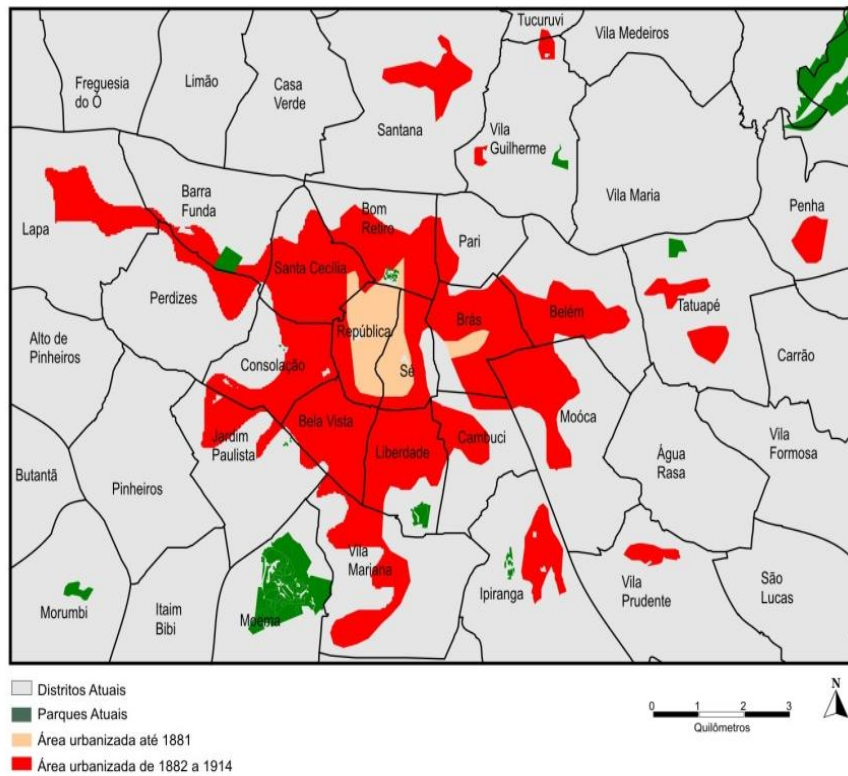 Tucuruvi
Vila Medeiros
Freguesia
do Ó
Limão
Casa
Verde
Santana
Vila
Guilherme
Vila Maria
Penha
Lapa
Barra
Funda
Bom
Retiro
Pari
Santa Cecília
Perdizes
Tatuapé
Belém
Brás
República
Sé
Alto de
Pinheiros
Consolação
Carrão
Moóca
Bela Vista
Jardim
Paulista
Liberdade
Cambuci
Água
Rasa
Vila
Formosa
Butantã
Pinheiros
Vila
Mariana
Ipiranga
Vila
Prudente
São
Lucas
Morumbi
Itaim
Bibi
Moema
Distritos Atuais
Parques Atuais
Área urbanizada até 1881
Área urbanizada de 1882 a 1914
0 1 2 3
Quilômetros
N